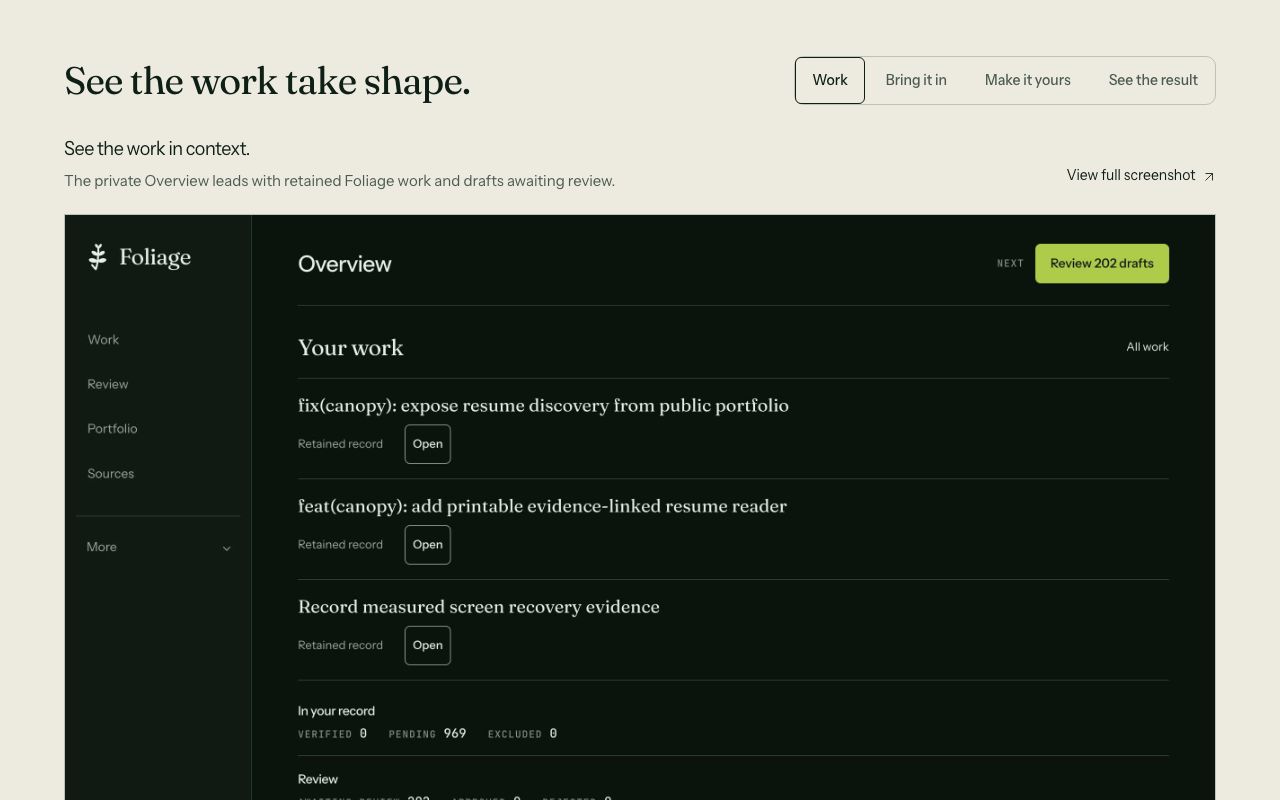 See the work take shape.
Work Bring it in Make it yours See the result
See the work in context.
The private Overview leads with retained Foliage work and drafts awaiting review.
View full screenshot
Foliage
Work
Review
Portfolio
Sources
More
Overview
NEXT Review 202 drafts
Your work
All work
fix(canopy): expose resume discovery from public portfolio
Retained record Open
feat(canopy): add printable evidence-linked resume reader
Retained record Open
Record measured screen recovery evidence
Retained record Open
In your record
VERIFIED 0 PENDING 969 EXCLUDED 0
Review